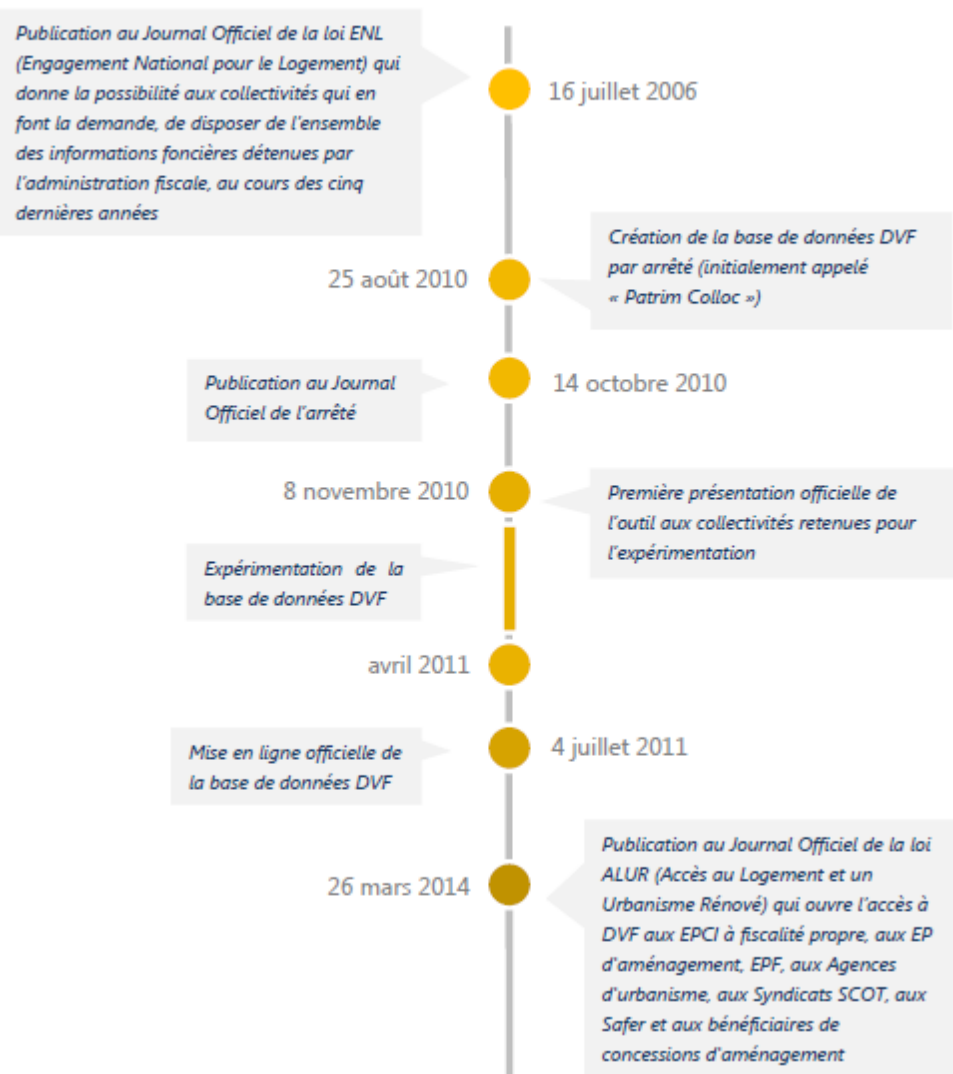 Publication au Journal Officiel de la loi ENL
(Engagement National pour le Logement) qui
donne la possibilité aux collectivités qui en
font la demande, de disposer de l'ensemble
des informations foncières détenues par
l'administration fiscale, au cours des cinq
dernières années
16 juillet 2006
25 août 2010
Création de la base de données DVF
par arrêté (initialement appelé
« Patrim Colloc »)
Publication au Journal
Officiel de l'arrêté
14 octobre 2010
8 novembre 2010
Première présentation officielle de
l'outil aux collectivités retenues pour
l'expérimentation
Expérimentation de la
base de données DVF
avril 2011
Mise en ligne officielle de
la base de données DVF
4 juillet 2011
26 mars 2014
Publication au Journal Officiel de la loi
ALUR (Accès au Logement et un
Urbanisme Rénové) qui ouvre l'accès à
DVF aux EPCI à fiscalité propre, aux EP
d'aménagement, EPF, aux Agences
d'urbanisme, aux Syndicats SCOT, aux
Safer et aux bénéficiaires de
concessions d'aménagement